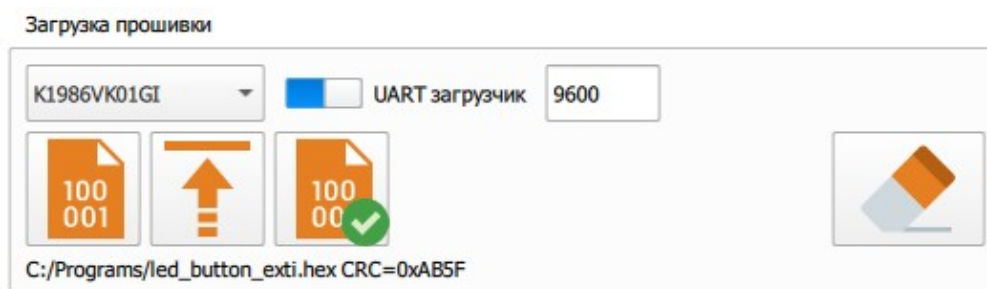 Загрузка прошивки
K1986VK01GI UART загрузчик 9600
100 100
001 00
C:/Programs/led_button_exti.hex CRC=0xAB5F